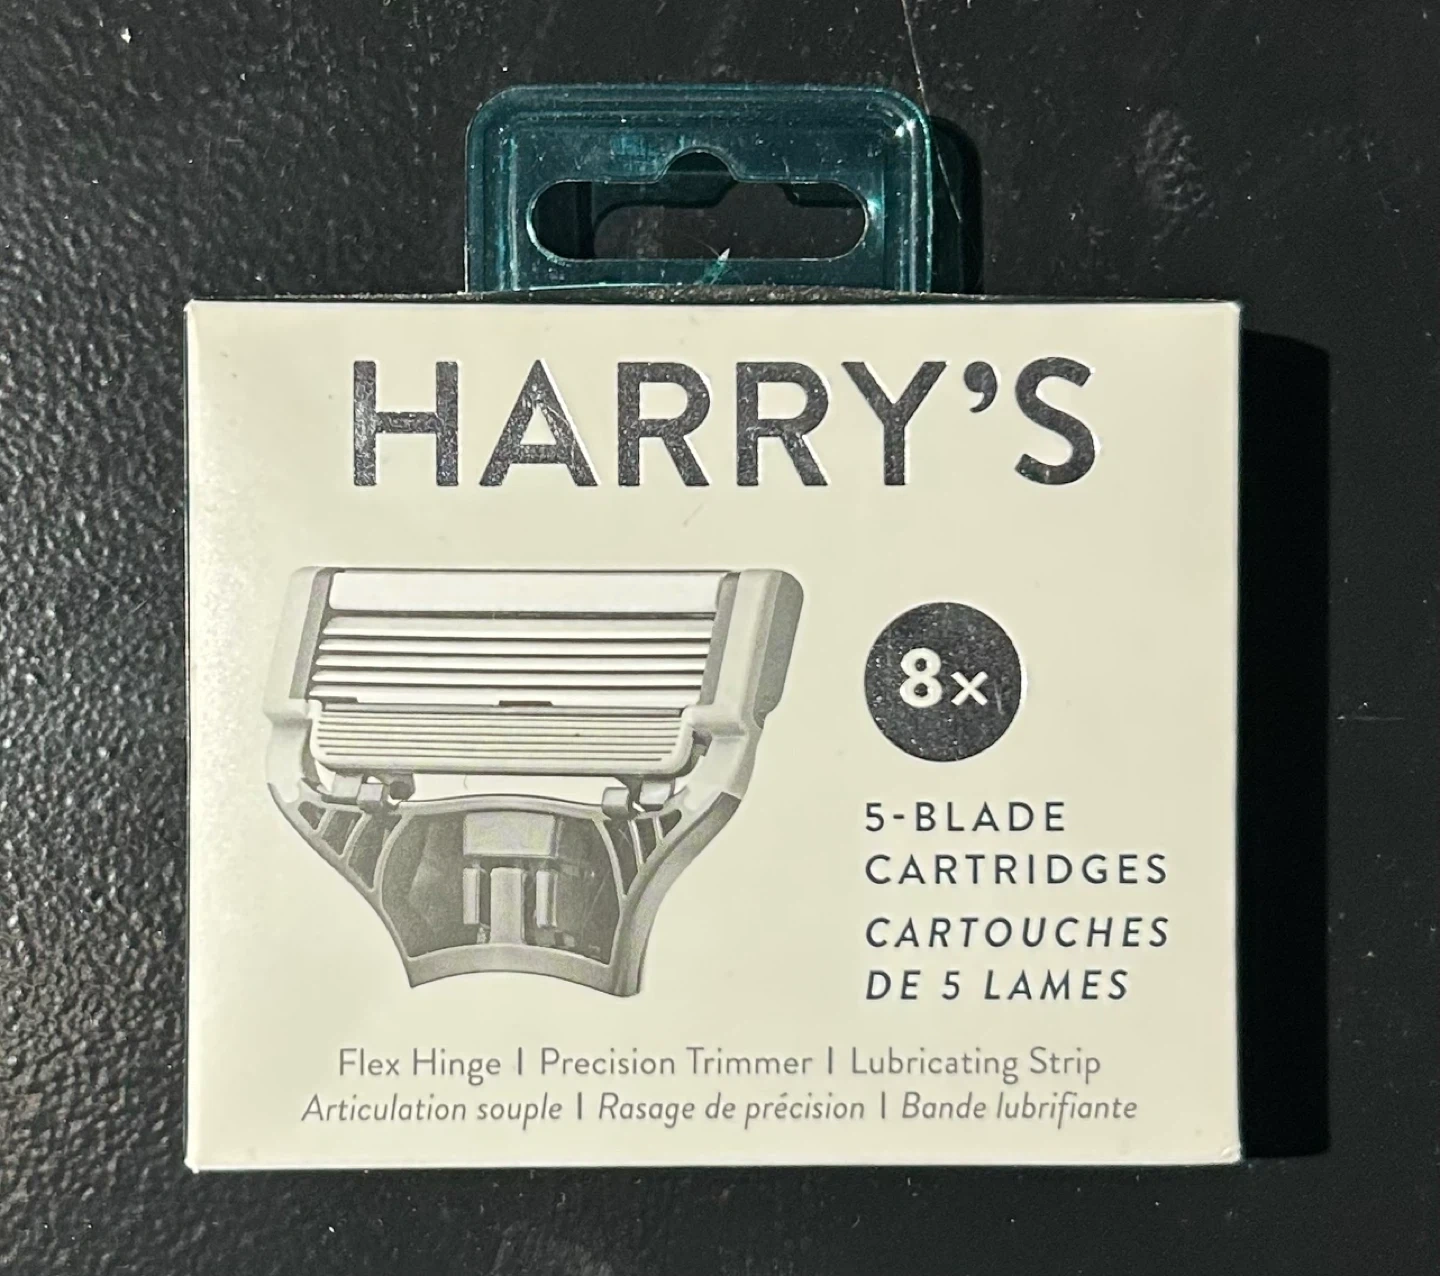 HARRY'S
8x
5-BLADE
CARTRIDGES
CARTOUCHES
DE 5 LAMES
Flex Hinge | Precision Trimmer | Lubricating Strip
Articulation souple | Rasage de précision | Bande lubrifiante